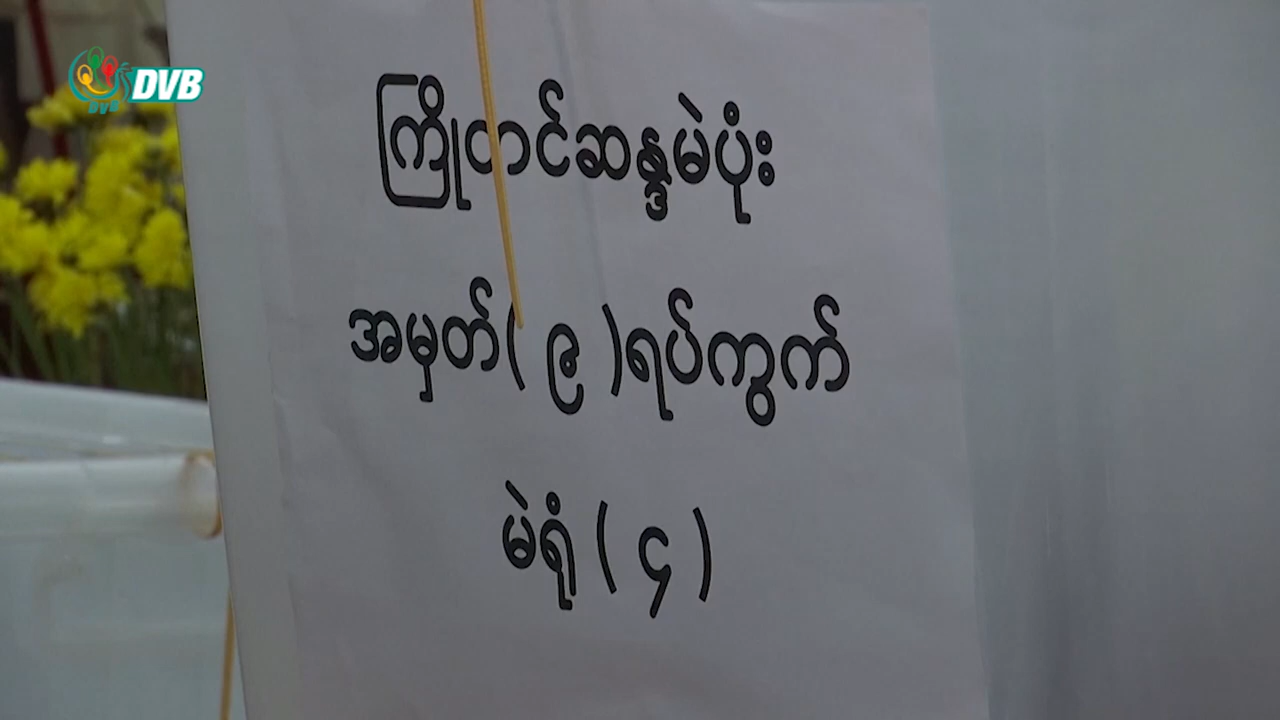 DVB
DVB
ကြိုတင်ဆန္ဒမဲပုံး
အမှတ်( ၉ )ရပ်ကွက်
မဲရုံ ( ၄ )